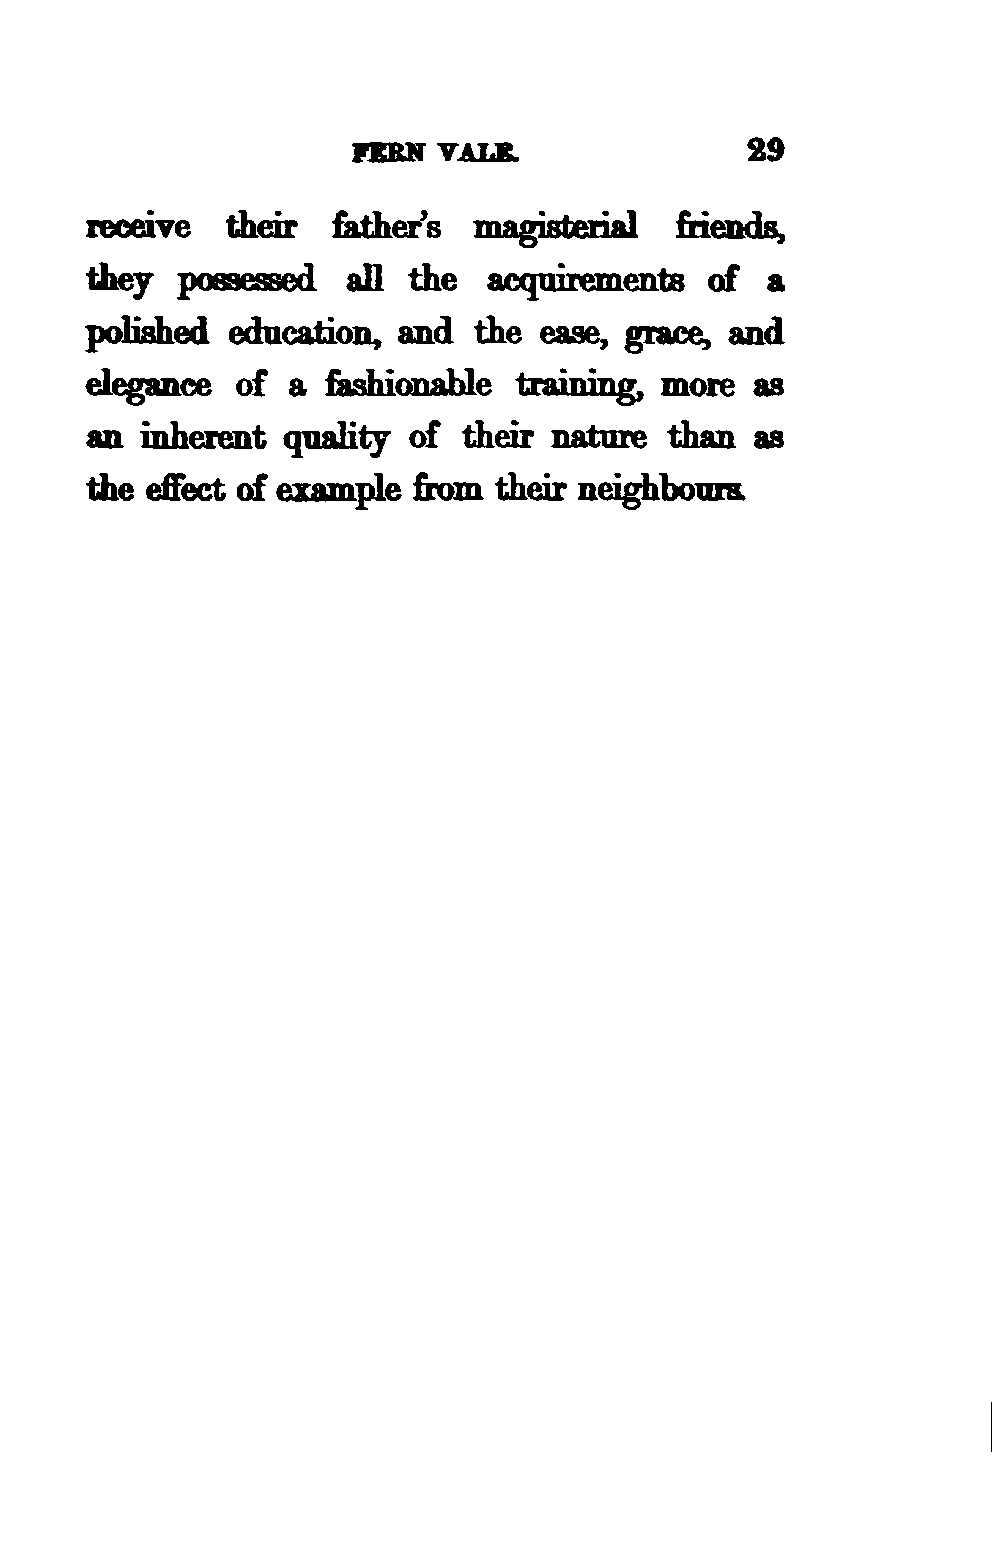 FERN VALE. 29
receive their father's magisterial friends,
they possessed all the acquirements of a
polished education, and the ease, grace, and
elegance of a fashionable training, more as
an inherent quality of their nature than as
the effect of example from their neighbours.